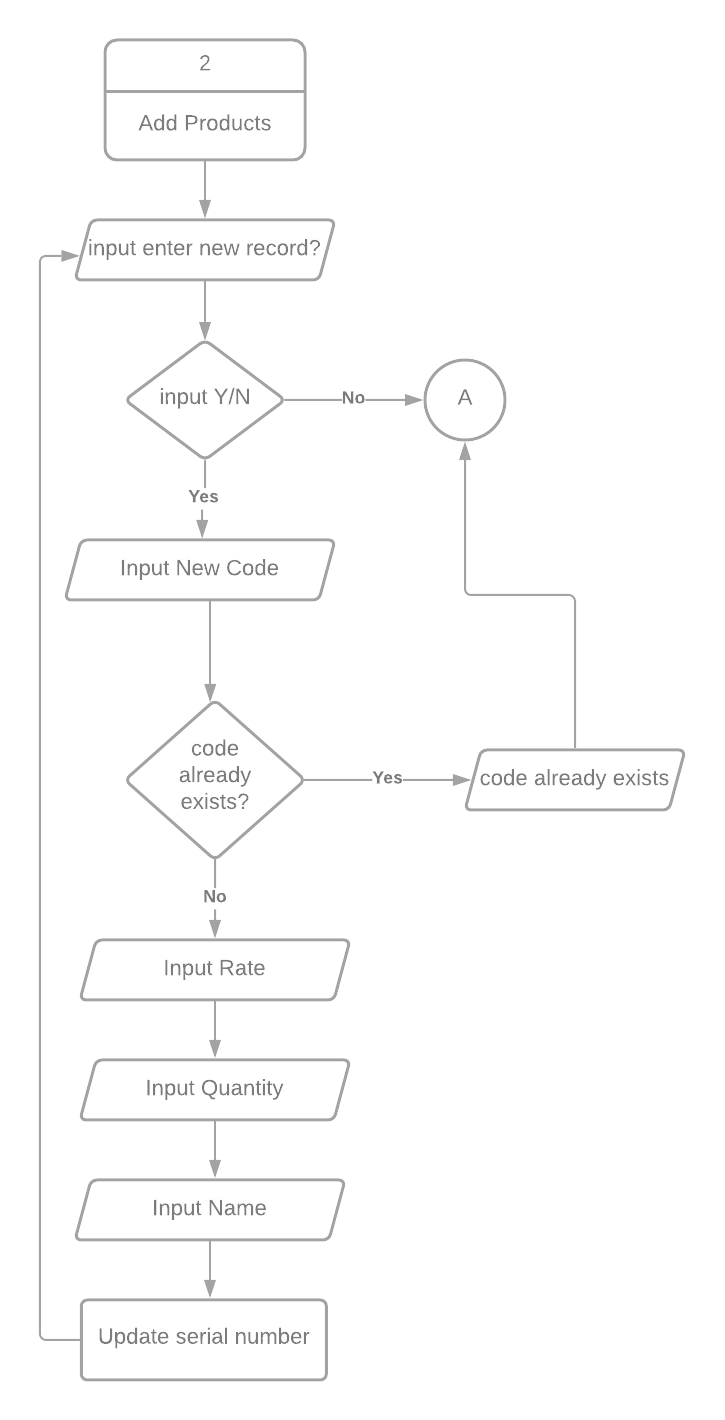 2
Add Products
input enter new record?
input Y/N
No
A
Yes
Input New Code
code
already
exists?
Yes
code already exists
No
Input Rate
Input Quantity
Input Name
Update serial number